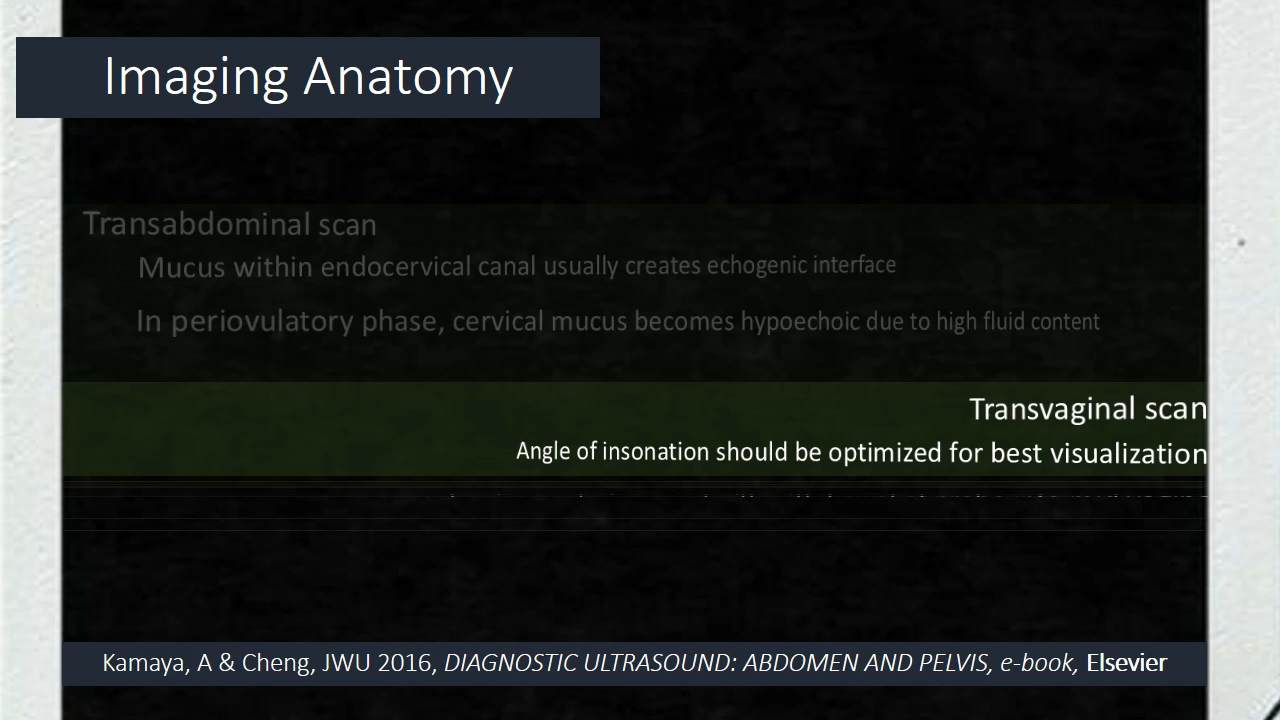 Imaging Anatomy
Transabdominal scan
Mucus within endocervical canal usually creates echogenic interface
In periovulatory phase, cervical mucus becomes hypoechoic due to high fluid content
Transvaginal scan
Angle of insonation should be optimized for best visualization
Kamaya, A & Cheng, JWU 2016, DIAGNOSTIC ULTRASOUND: ABDOMEN AND PELVIS, e-book, Elsevier